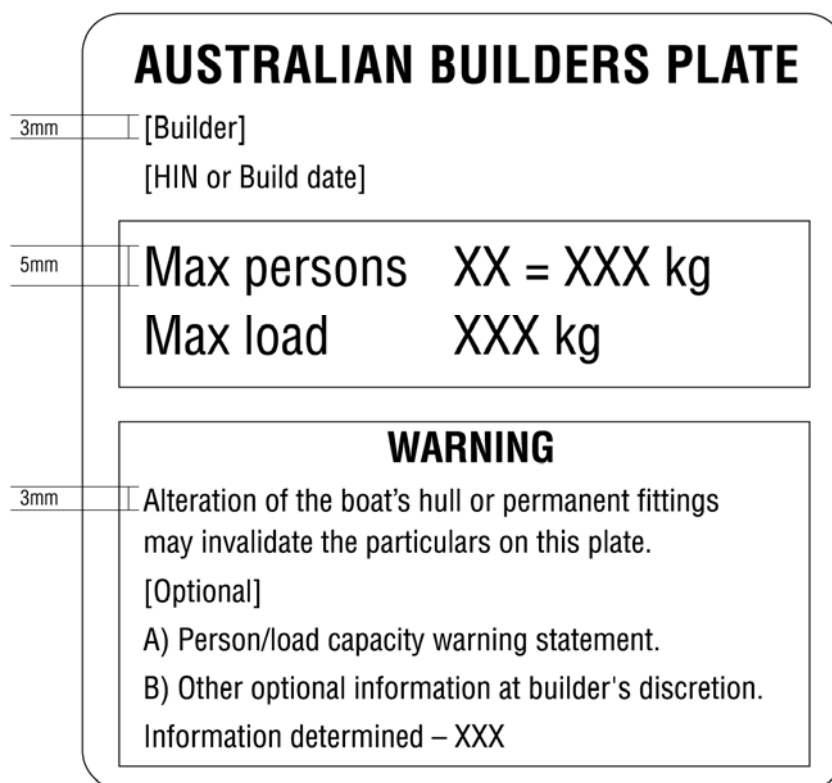 AUSTRALIAN BUILDERS PLATE
3mm [Builder]
[HIN or Build date]
5mm Max persons XX = XXX kg
Max load XXX kg
WARNING
3mm Alteration of the boat’s hull or permanent fittings
may invalidate the particulars on this plate.
[Optional]
A) Person/load capacity warning statement.
B) Other optional information at builder's discretion.
Information determined – XXX